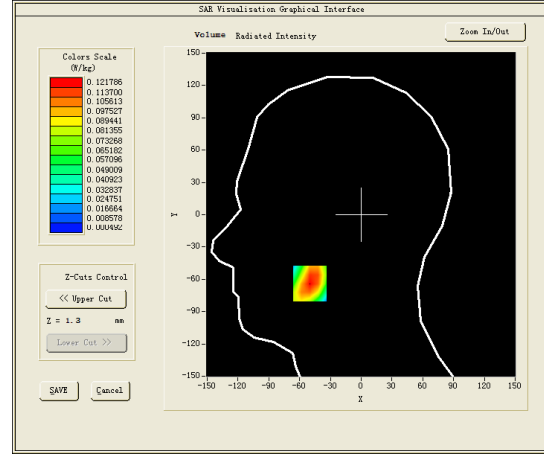 SAR Visualisation Graphical Interface
Volume Radiated Intensity
Zoom In/Out
Colors Scale
(W/kg)
0.121786
0.113700
0.105613
0.097527
0.089441
0.081355
0.073268
0.065182
0.057096
0.049009
0.040923
0.032837
0.024751
0.016664
0.008578
0.000492
Z-Cuts Control
<< Upper Cut
Z = 1.3 mm
Lower Cut >>
SAVE Cancel
150
120
90
60
30
0
-30
-60
-90
-120
-150
Y
-150 -120 -90 -60 -30 0 30 60 90 120 150
X